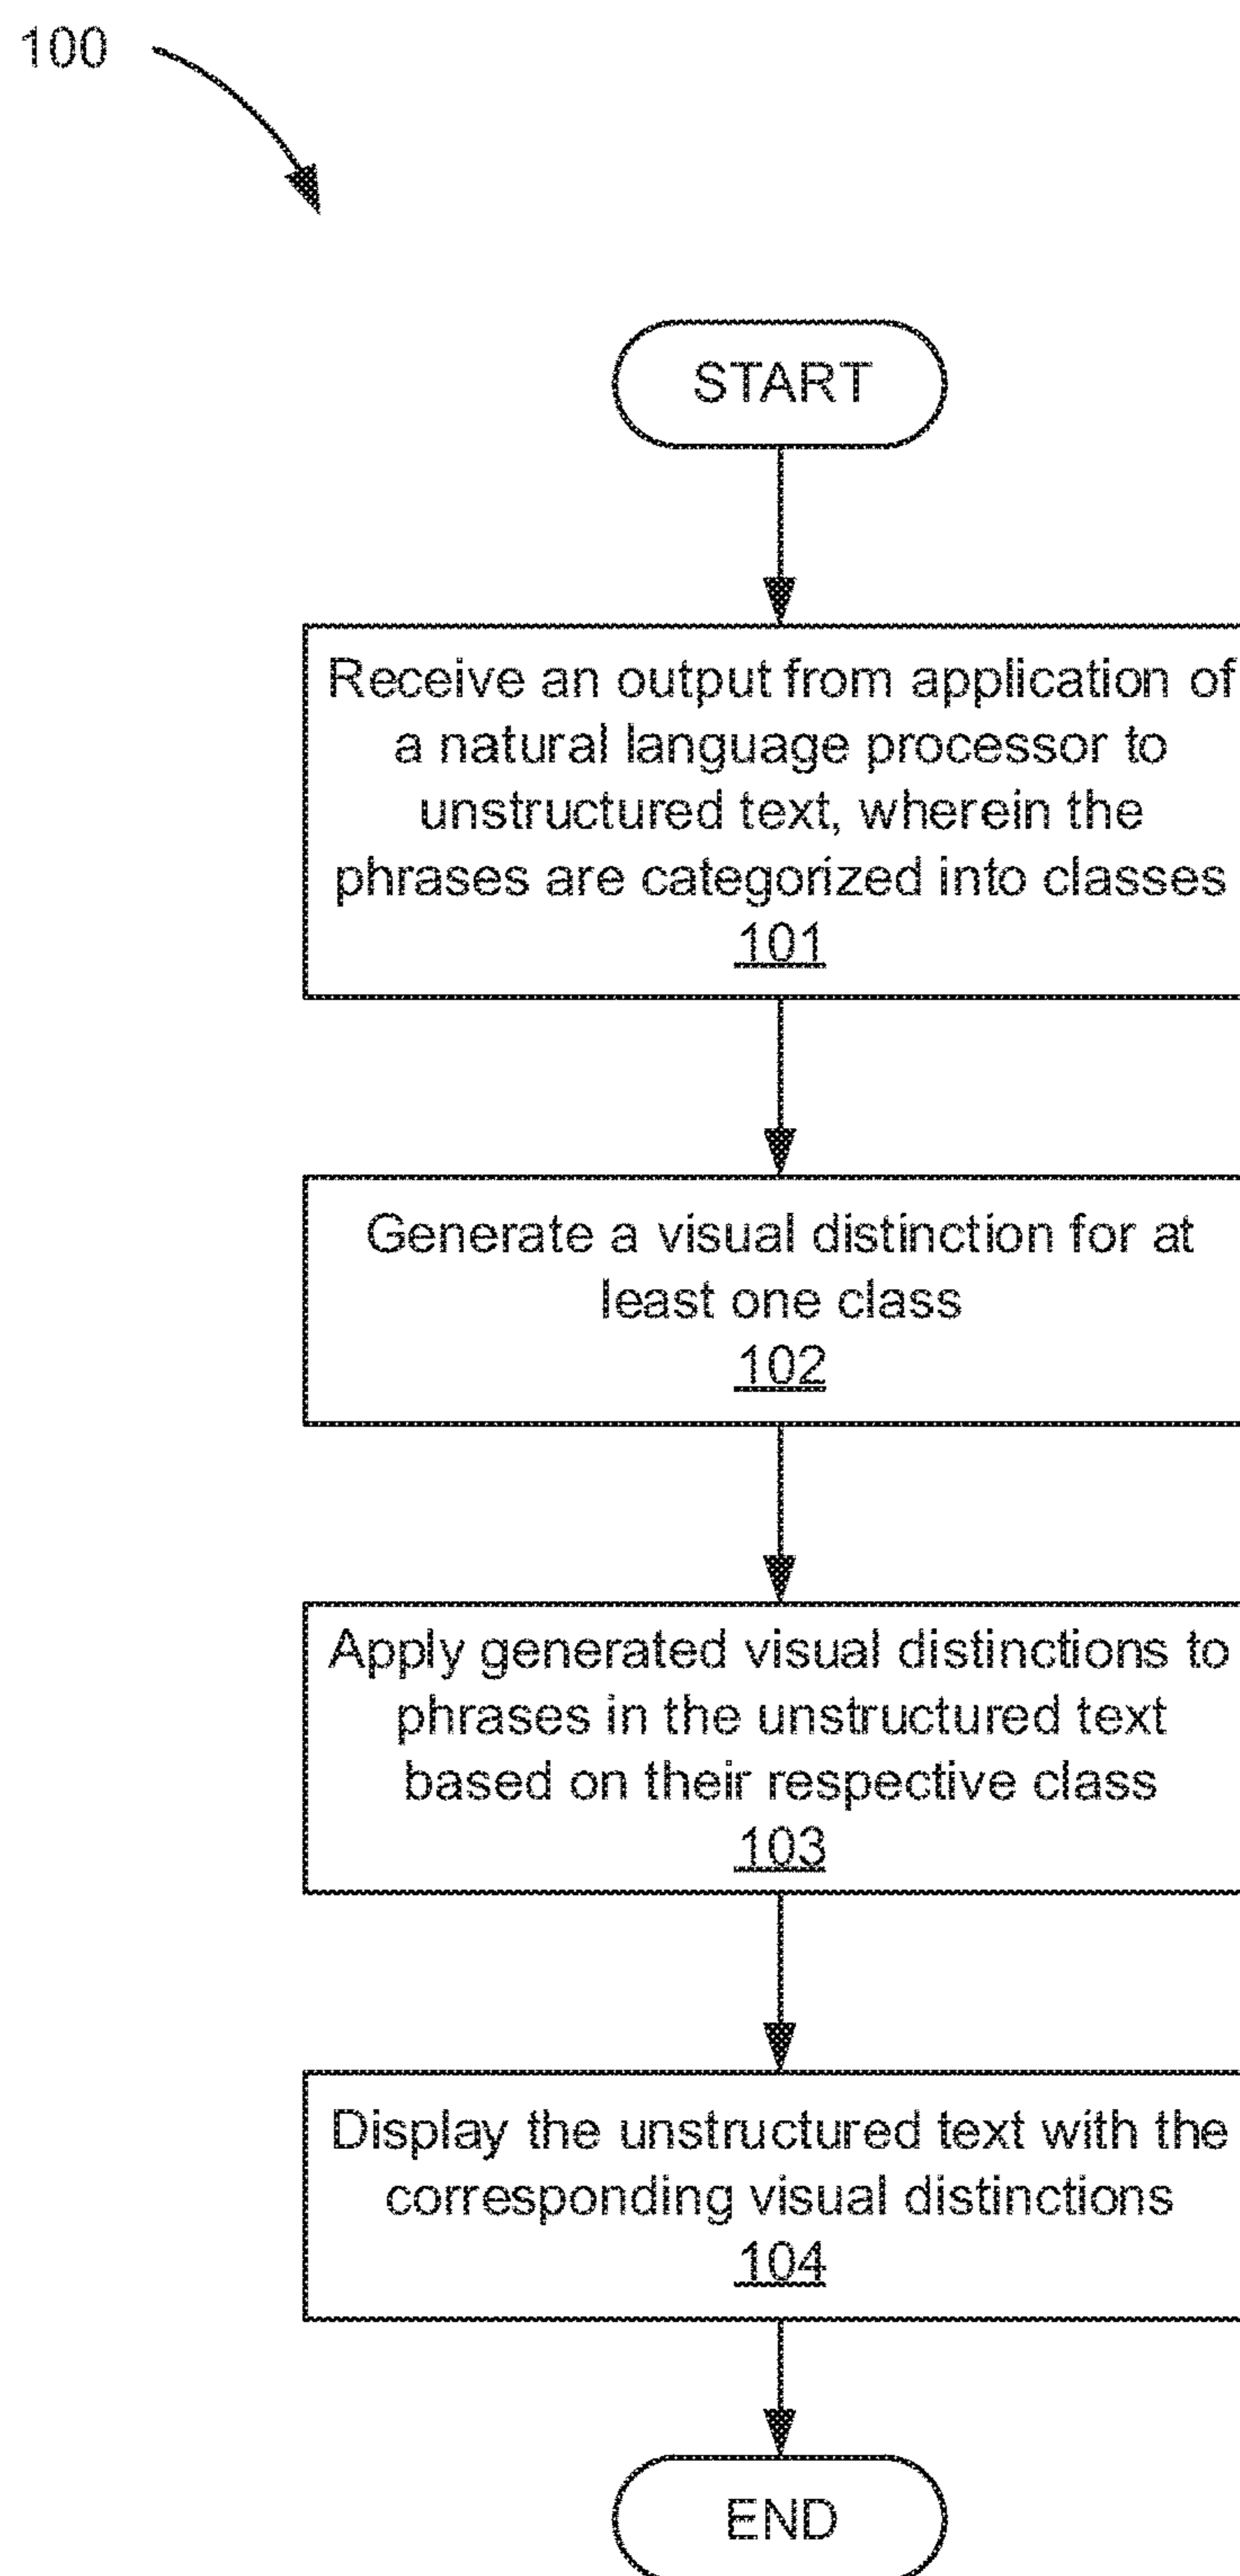 100
START
Receive an output from application of
a natural language processor to
unstructured text, wherein the
phrases are categorized into classes
101
Generate a visual distinction for at
least one class
102
Apply generated visual distinctions to
phrases in the unstructured text
based on their respective class
103
Display the unstructured text with the
corresponding visual distinctions
104
END